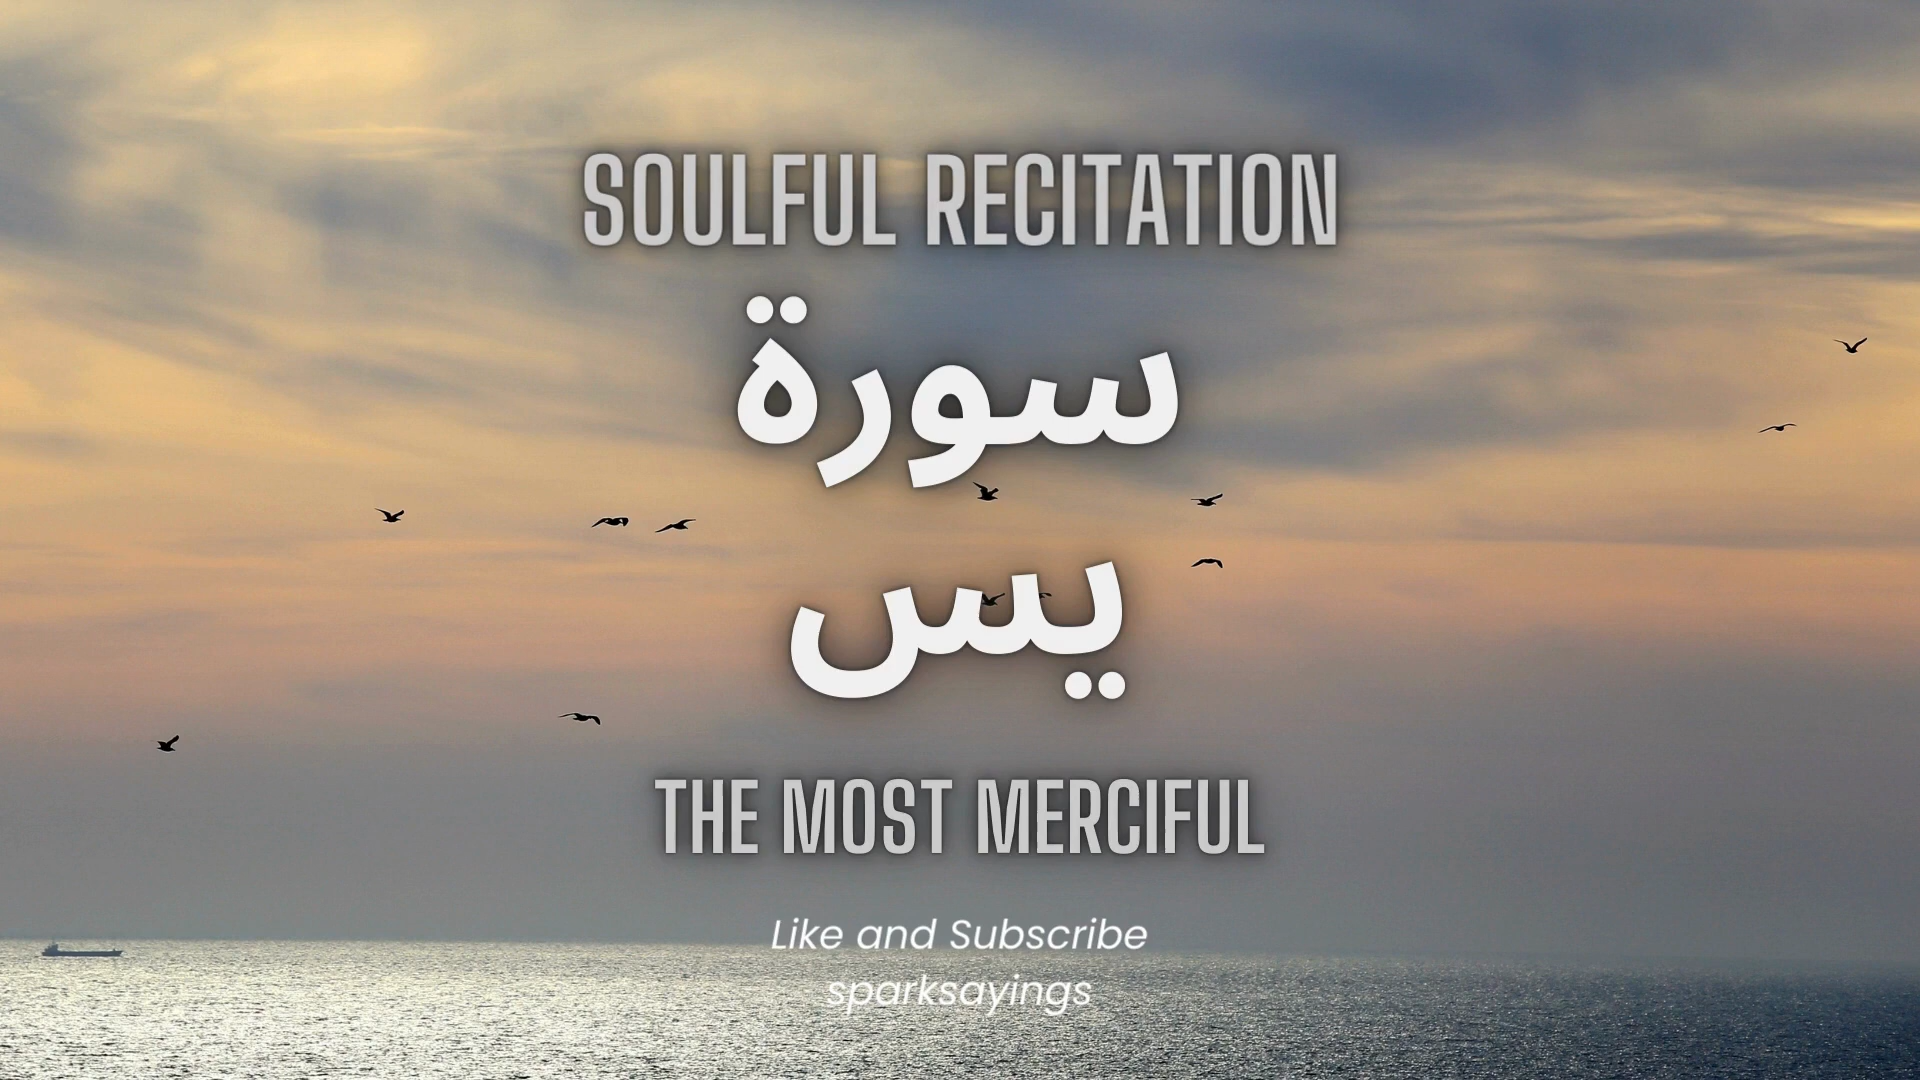 SOULFUL RECITATION
سورة
يس
THE MOST MERCIFUL
Like and Subscribe
sparksayings